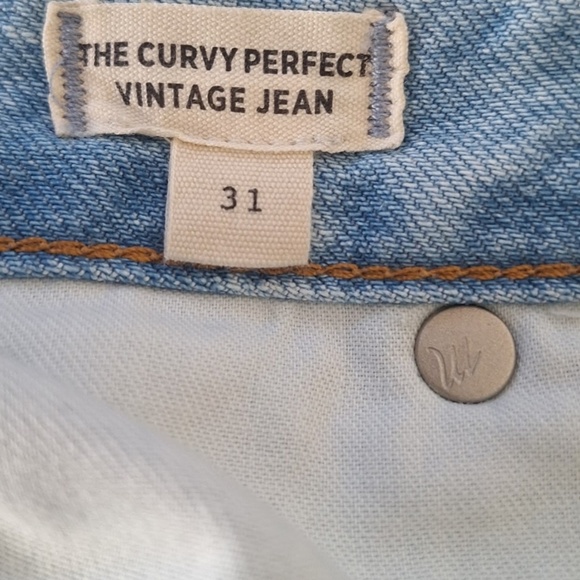 THE CURVY PERFECT
VINTAGE JEAN
31
M